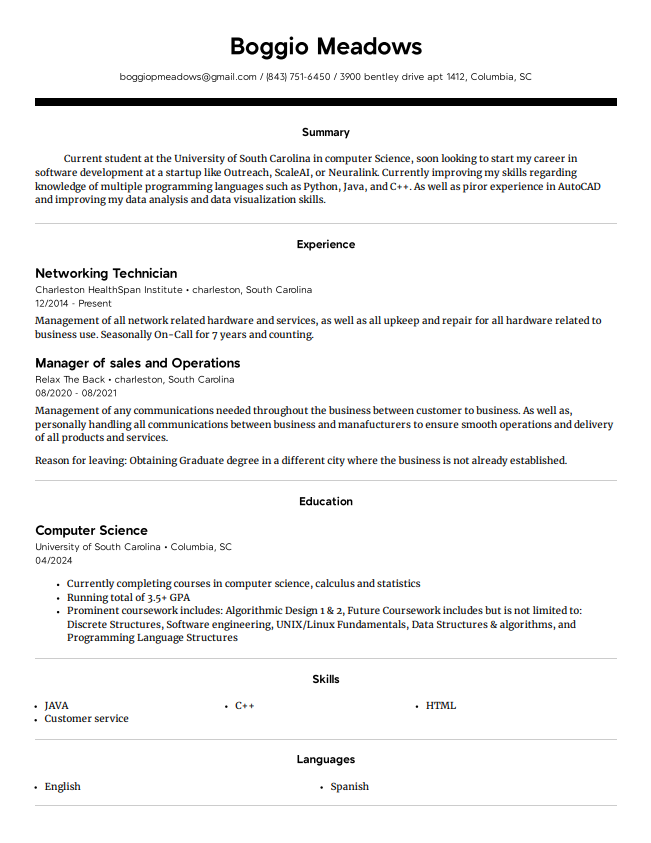 Boggio Meadows
boggiopmeadows@gmail.com / (843) 751-6450 / 3900 bentley drive apt 1412, Columbia, SC
Summary
Current student at the University of South Carolina in computer Science, soon looking to start my career in
software development at a startup like Outreach, ScaleAI, or Neuralink. Currently improving my skills regarding
knowledge of multiple programming languages such as Python, Java, and C++. As well as piror experience in AutoCAD
and improving my data analysis and data visualization skills.
Experience
Networking Technician
Charleston HealthSpan Institute • charleston, South Carolina
12/2014 - Present
Management of all network related hardware and services, as well as all upkeep and repair for all hardware related to
business use. Seasonally On-Call for 7 years and counting.
Manager of sales and Operations
Relax The Back • charleston, South Carolina
08/2020 - 08/2021
Management of any communications needed throughout the business between customer to business. As well as,
personally handling all communications between business and manafucturers to ensure smooth operations and delivery
of all products and services.
Reason for leaving: Obtaining Graduate degree in a different city where the business is not already established.
Education
Computer Science
University of South Carolina • Columbia, SC
04/2024
• Currently completing courses in computer science, calculus and statistics
• Running total of 3.5+ GPA
• Prominent coursework includes: Algorithmic Design 1 & 2, Future Coursework includes but is not limited to:
Discrete Structures, Software engineering, UNIX/Linux Fundamentals, Data Structures & algorithms, and
Programming Language Structures
Skills
• JAVA • C++ • HTML
• Customer service
Languages
• English • Spanish